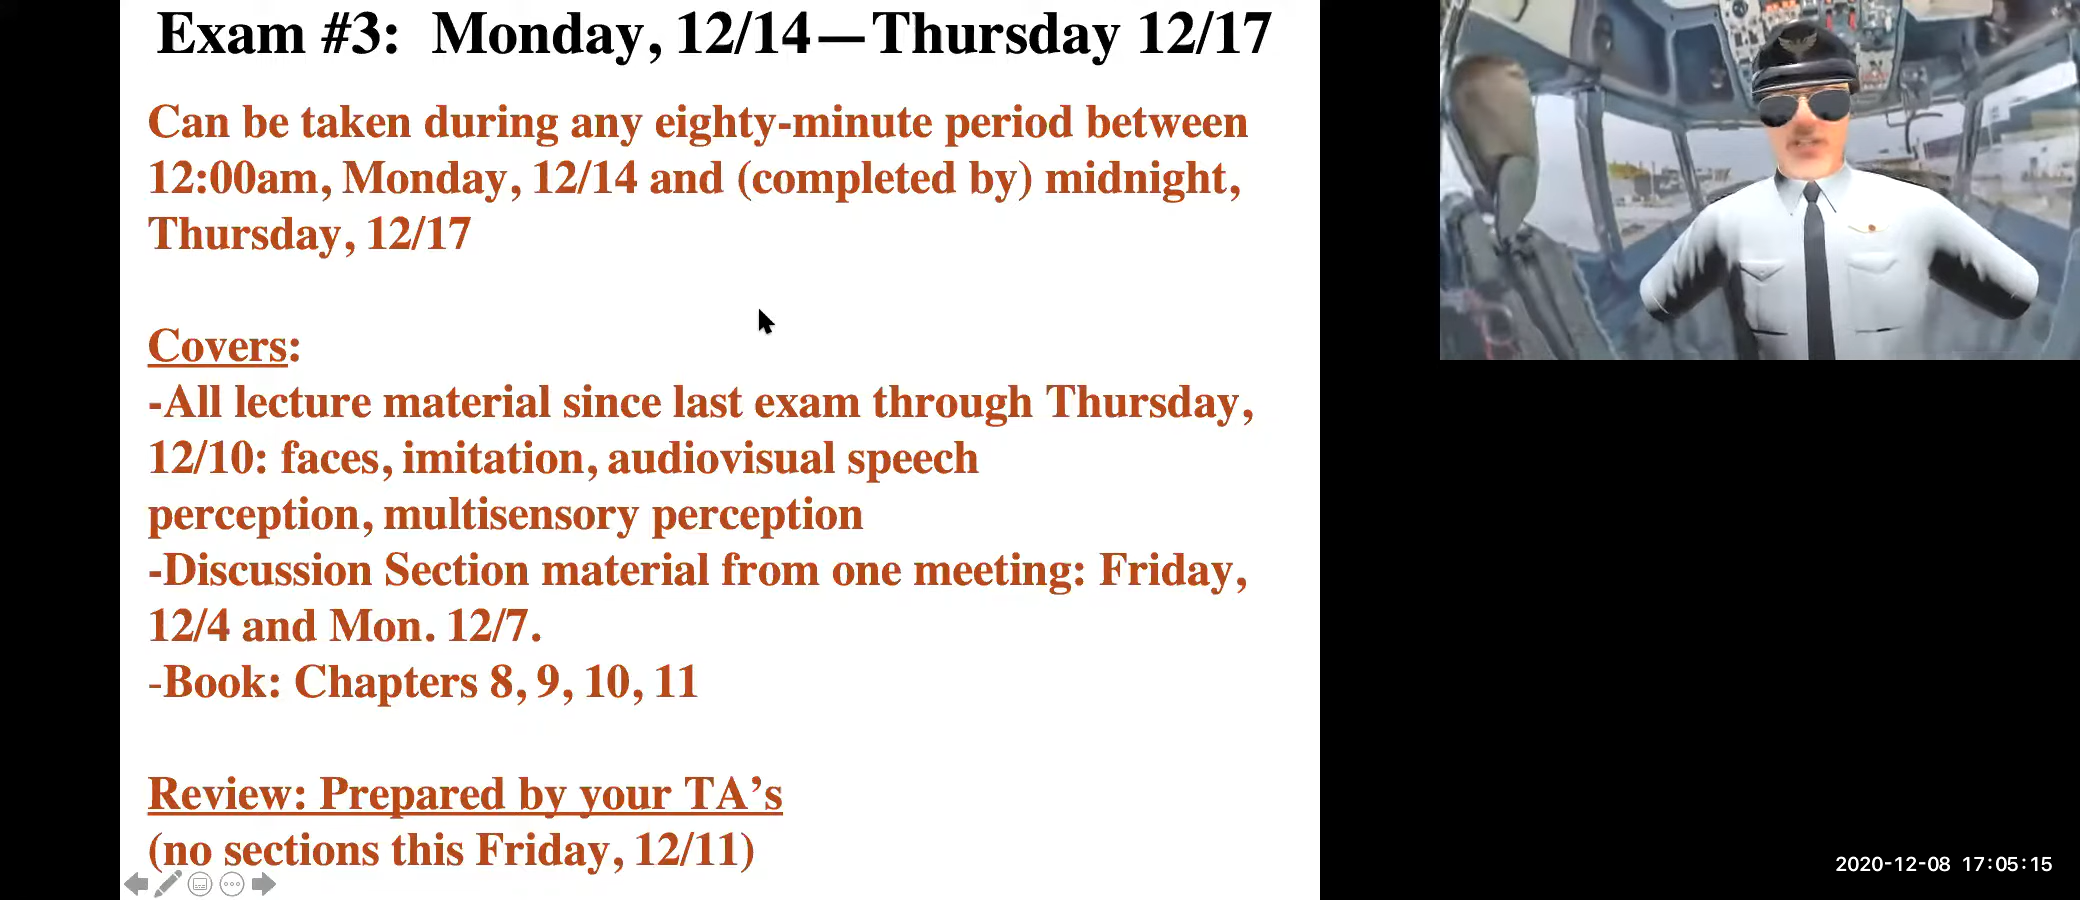 Exam #3:  Monday, 12/14—Thursday 12/17
Can be taken during any eighty-minute period between
12:00am, Monday, 12/14 and (completed by) midnight,
Thursday, 12/17
Covers:
-All lecture material since last exam through Thursday,
12/10: faces, imitation, audiovisual speech
perception, multisensory perception
-Discussion Section material from one meeting: Friday,
12/4 and Mon. 12/7.
-Book: Chapters 8, 9, 10, 11
Review: Prepared by your TA’s
(no sections this Friday, 12/11)
2020-12-08 17:05:15